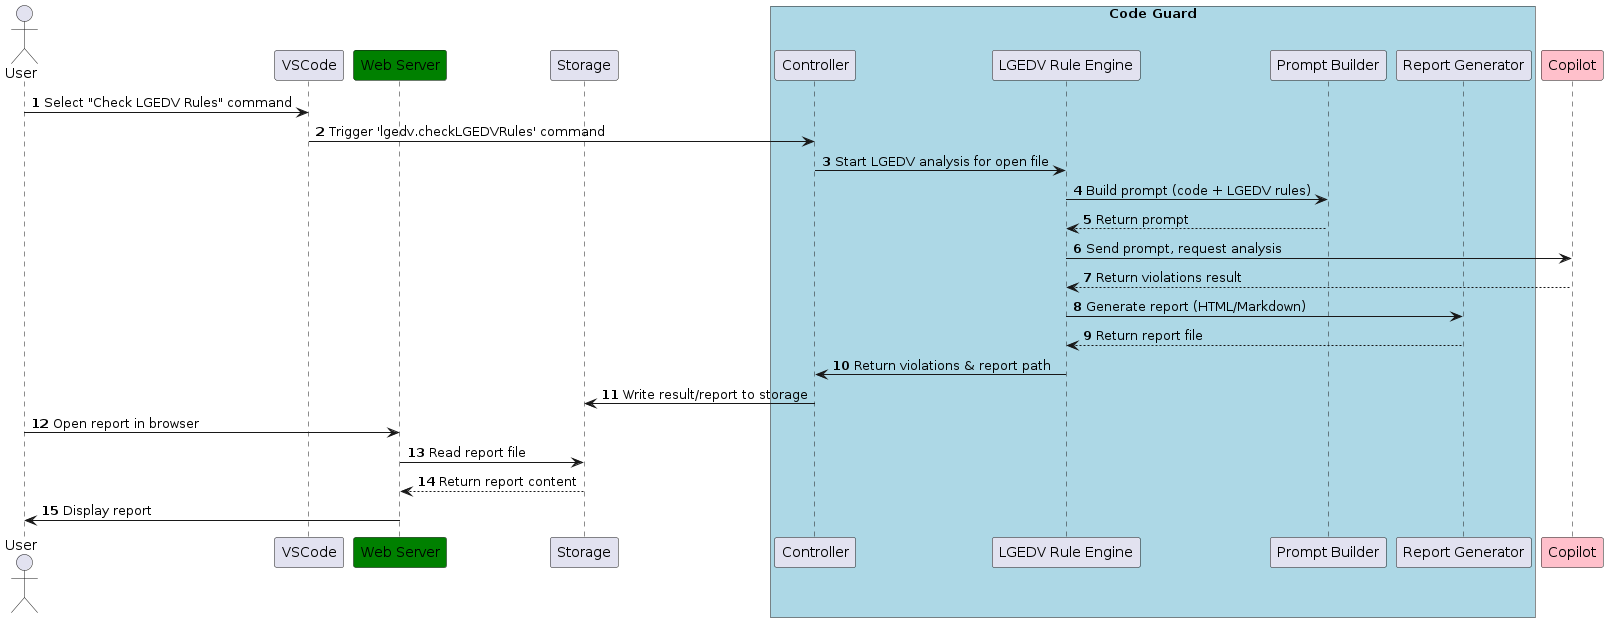 Code Guard
User
VSCode
Web Server
Storage
Controller
LGEDV Rule Engine
Prompt Builder
Report Generator
Copilot
1 Select "Check LGEDV Rules" command
2 Trigger 'lgedv.checkLGEDVRules' command
3 Start LGEDV analysis for open file
4 Build prompt (code + LGEDV rules)
5 Return prompt
6 Send prompt, request analysis
7 Return violations result
8 Generate report (HTML/Markdown)
9 Return report file
10 Return violations & report path
11 Write result/report to storage
12 Open report in browser
13 Read report file
14 Return report content
15 Display report
User
VSCode
Web Server
Storage
Controller
LGEDV Rule Engine
Prompt Builder
Report Generator
Copilot